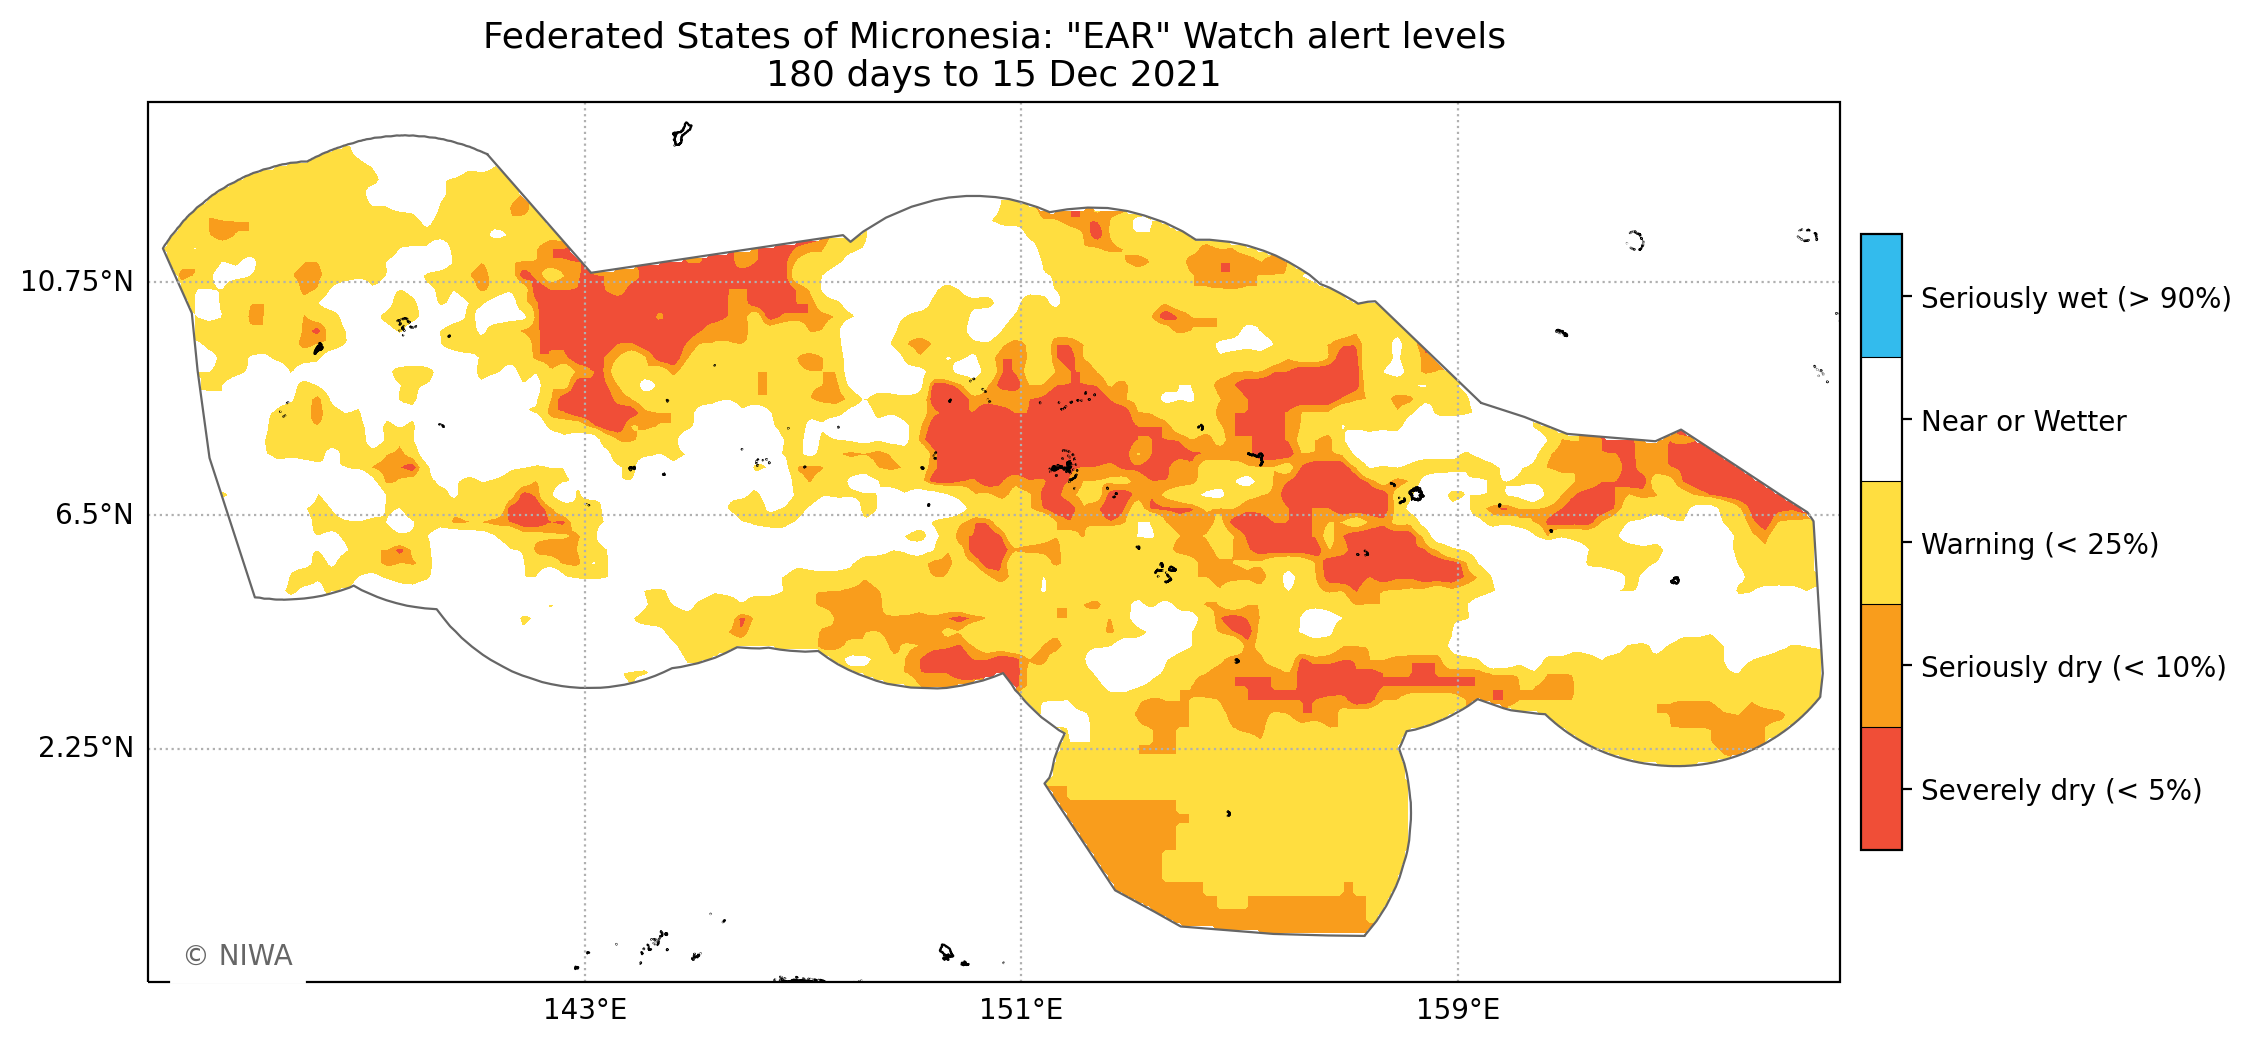 Federated States of Micronesia: "EAR" Watch alert levels
180 days to 15 Dec 2021
10.75°N
6.5°N
2.25°N
143°E
151°E
159°E
© NIWA
Seriously wet (> 90%)
Near or Wetter
Warning (< 25%)
Seriously dry (< 10%)
Severely dry (< 5%)